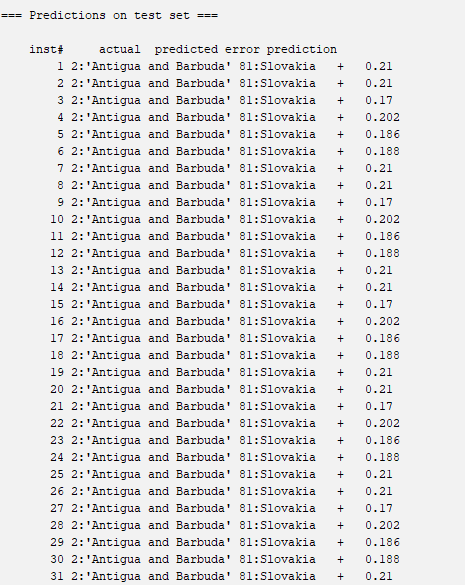 === Predictions on test set ===
inst# actual predicted error prediction
1 2:'Antigua and Barbuda' 81:Slovakia + 0.21
2 2:'Antigua and Barbuda' 81:Slovakia + 0.21
3 2:'Antigua and Barbuda' 81:Slovakia + 0.17
4 2:'Antigua and Barbuda' 81:Slovakia + 0.202
5 2:'Antigua and Barbuda' 81:Slovakia + 0.186
6 2:'Antigua and Barbuda' 81:Slovakia + 0.188
7 2:'Antigua and Barbuda' 81:Slovakia + 0.21
8 2:'Antigua and Barbuda' 81:Slovakia + 0.21
9 2:'Antigua and Barbuda' 81:Slovakia + 0.17
10 2:'Antigua and Barbuda' 81:Slovakia + 0.202
11 2:'Antigua and Barbuda' 81:Slovakia + 0.186
12 2:'Antigua and Barbuda' 81:Slovakia + 0.188
13 2:'Antigua and Barbuda' 81:Slovakia + 0.21
14 2:'Antigua and Barbuda' 81:Slovakia + 0.21
15 2:'Antigua and Barbuda' 81:Slovakia + 0.17
16 2:'Antigua and Barbuda' 81:Slovakia + 0.202
17 2:'Antigua and Barbuda' 81:Slovakia + 0.186
18 2:'Antigua and Barbuda' 81:Slovakia + 0.188
19 2:'Antigua and Barbuda' 81:Slovakia + 0.21
20 2:'Antigua and Barbuda' 81:Slovakia + 0.21
21 2:'Antigua and Barbuda' 81:Slovakia + 0.17
22 2:'Antigua and Barbuda' 81:Slovakia + 0.202
23 2:'Antigua and Barbuda' 81:Slovakia + 0.186
24 2:'Antigua and Barbuda' 81:Slovakia + 0.188
25 2:'Antigua and Barbuda' 81:Slovakia + 0.21
26 2:'Antigua and Barbuda' 81:Slovakia + 0.21
27 2:'Antigua and Barbuda' 81:Slovakia + 0.17
28 2:'Antigua and Barbuda' 81:Slovakia + 0.202
29 2:'Antigua and Barbuda' 81:Slovakia + 0.186
30 2:'Antigua and Barbuda' 81:Slovakia + 0.188
31 2:'Antigua and Barbuda' 81:Slovakia + 0.21